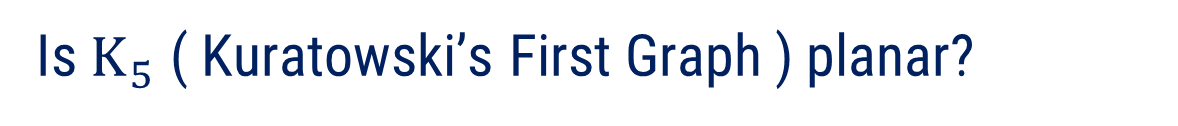 Is K₅ ( Kuratowski’s First Graph ) planar?